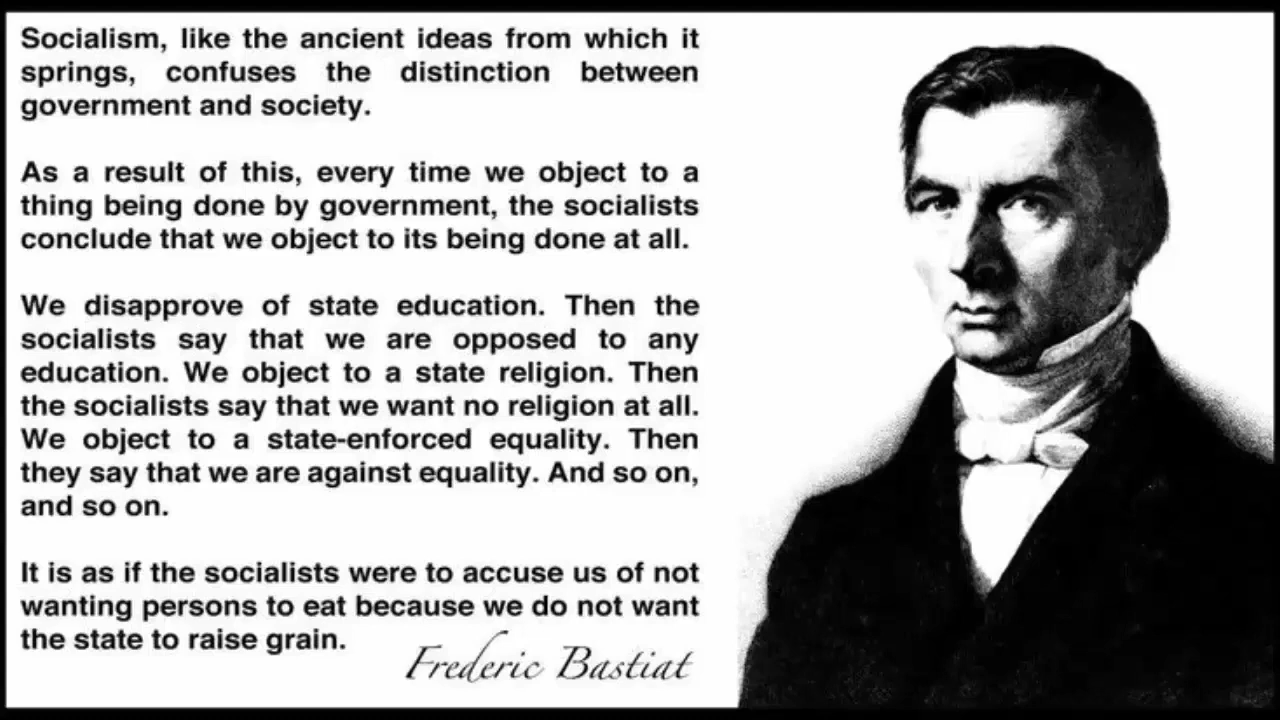 Socialism, like the ancient ideas from which it
springs, confuses the distinction between
government and society.
As a result of this, every time we object to a
thing being done by government, the socialists
conclude that we object to its being done at all.
We disapprove of state education. Then the
socialists say that we are opposed to any
education. We object to a state religion. Then
the socialists say that we want no religion at all.
We object to a state-enforced equality. Then
they say that we are against equality. And so on,
and so on.
It is as if the socialists were to accuse us of not
wanting persons to eat because we do not want
the state to raise grain.
Frederic Bastiat